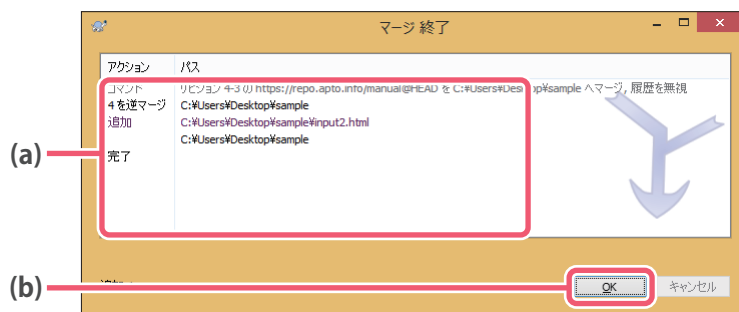 マージ 終了
アクション パス
コマンド リビジョン 4-3 の https://repo.apto.info/manual@HEAD を C:¥Users¥Desktop¥sample へマージ, 履歴を無視
4 を逆マージ C:¥Users¥Desktop¥sample
追加 C:¥Users¥Desktop¥sample¥input2.html
C:¥Users¥Desktop¥sample
(a)
完了
(b)
OK キャンセル